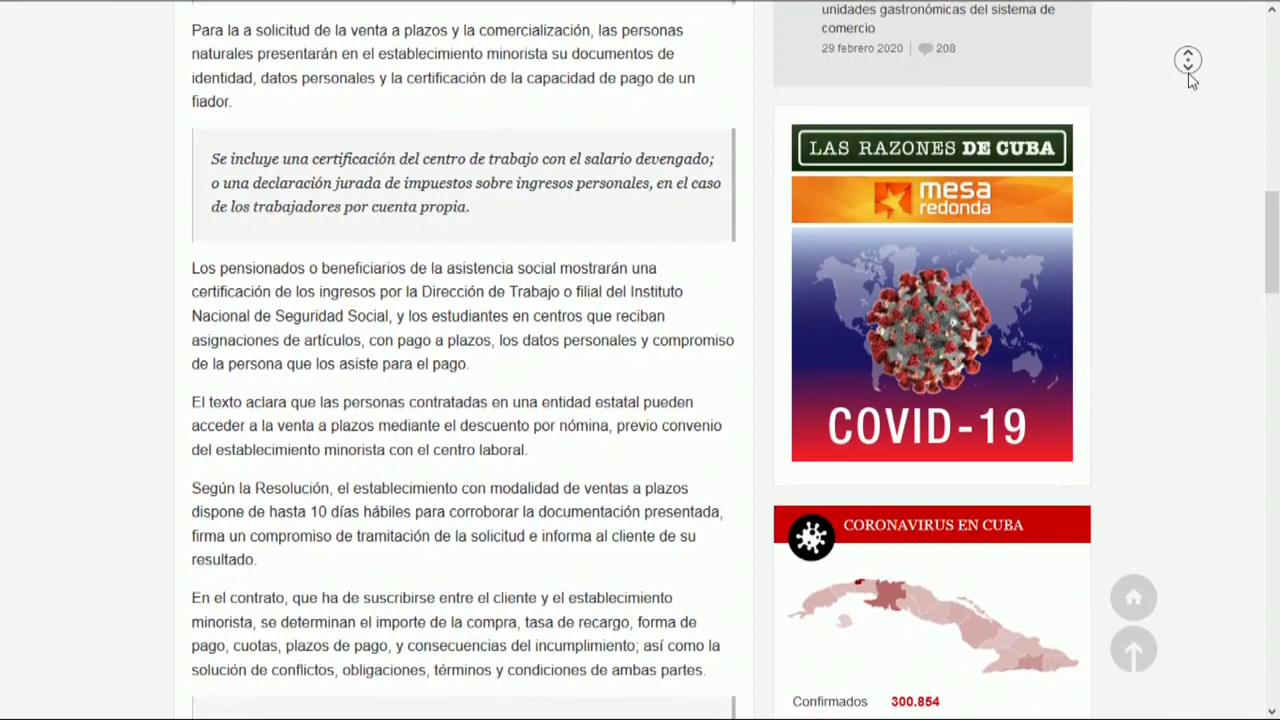 Para la a solicitud de la venta a plazos y la comercialización, las personas
naturales presentarán en el establecimiento minorista su documentos de
identidad, datos personales y la certificación de la capacidad de pago de un
fiador.
Se incluye una certificación del centro de trabajo con el salario devengado;
o una declaración jurada de impuestos sobre ingresos personales, en el caso
de los trabajadores por cuenta propia.
Los pensionados o beneficiarios de la asistencia social mostrarán una
certificación de los ingresos por la Dirección de Trabajo o filial del Instituto
Nacional de Seguridad Social, y los estudiantes en centros que reciban
asignaciones de artículos, con pago a plazos, los datos personales y compromiso
de la persona que los asiste para el pago.
El texto aclara que las personas contratadas en una entidad estatal pueden
acceder a la venta a plazos mediante el descuento por nómina, previo convenio
del establecimiento minorista con el centro laboral.
Según la Resolución, el establecimiento con modalidad de ventas a plazos
dispone de hasta 10 días hábiles para corroborar la documentación presentada,
firma un compromiso de tramitación de la solicitud e informa al cliente de su
resultado.
En el contrato, que ha de suscribirse entre el cliente y el establecimiento
minorista, se determinan el importe de la compra, tasa de recargo, forma de
pago, cuotas, plazos de pago, y consecuencias del incumplimiento; así como la
solución de conflictos, obligaciones, términos y condiciones de ambas partes.
unidades gastronómicas del sistema de
comercio
29 febrero 2020 | 208
LAS RAZONES DE CUBA
mesa
redonda
COVID-19
CORONAVIRUS EN CUBA
Confirmados 300.854